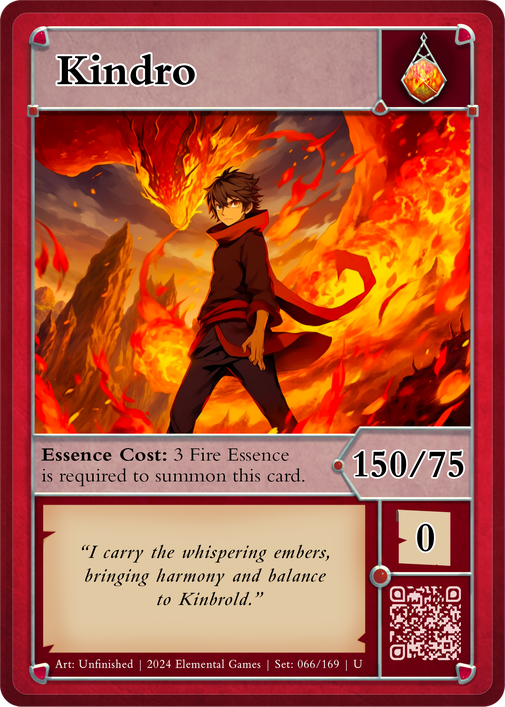 Kindro
Essence Cost: 3 Fire Essence
is required to summon this card.
150/75
“I carry the whispering embers,
bringing harmony and balance
to Kinbrold.”
0
Art: Unfinished | 2024 Elemental Games | Set: 066/169 | U